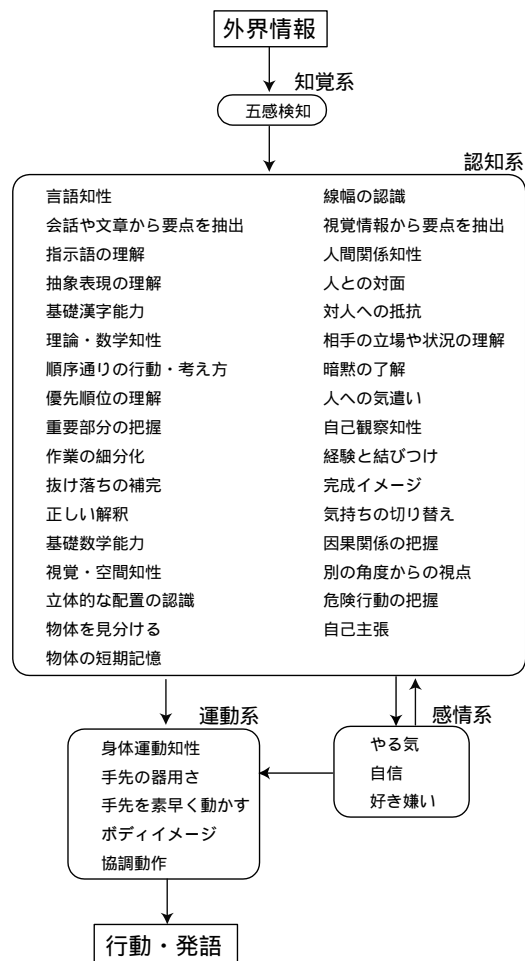 外界情報
知覚系
五感検知
認知系
言語知性
会話や文章から要点を抽出
指示語の理解
抽象表現の理解
基礎漢字能力
理論・数学知性
順序通りの行動・考え方
優先順位の理解
重要部分の把握
作業の細分化
抜け落ちの補完
正しい解釈
基礎数学能力
視覚・空間知性
立体的な配置の認識
物体を見分ける
物体の短期記憶
線幅の認識
視覚情報から要点を抽出
人間関係知性
人との対面
対人への抵抗
相手の立場や状況の理解
暗黙の了解
人への気遣い
自己観察知性
経験と結びつけ
完成イメージ
気持ちの切り替え
因果関係の把握
別の角度からの視点
危険行動の把握
自己主張
運動系
身体運動知性
手先の器用さ
手先を素早く動かす
ボディイメージ
協調動作
感情系
やる気
自信
好き嫌い
行動・発語